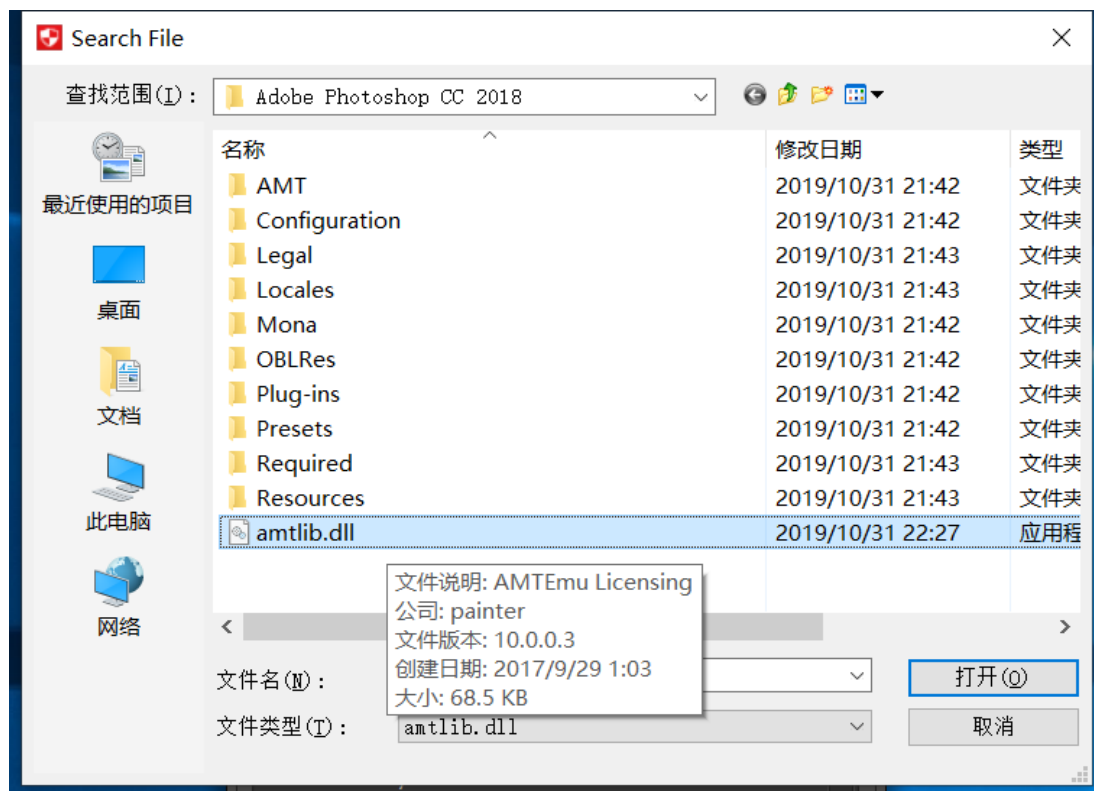 Search File
查找范围(I): Adobe Photoshop CC 2018
名称 修改日期 类型
最近使用的项目
桌面
文档
此电脑
网络
AMT 2019/10/31 21:42 文件夹
Configuration 2019/10/31 21:42 文件夹
Legal 2019/10/31 21:43 文件夹
Locales 2019/10/31 21:43 文件夹
Mona 2019/10/31 21:42 文件夹
OBLRes 2019/10/31 21:42 文件夹
Plug-ins 2019/10/31 21:42 文件夹
Presets 2019/10/31 21:42 文件夹
Required 2019/10/31 21:43 文件夹
Resources 2019/10/31 21:43 文件夹
amtlib.dll 2019/10/31 22:27 应用程
文件说明: AMTEmu Licensing
公司: painter
文件版本: 10.0.0.3
创建日期: 2017/9/29 1:03
大小: 68.5 KB
文件名(N): 打开(O)
文件类型(T): amtlib.dll 取消